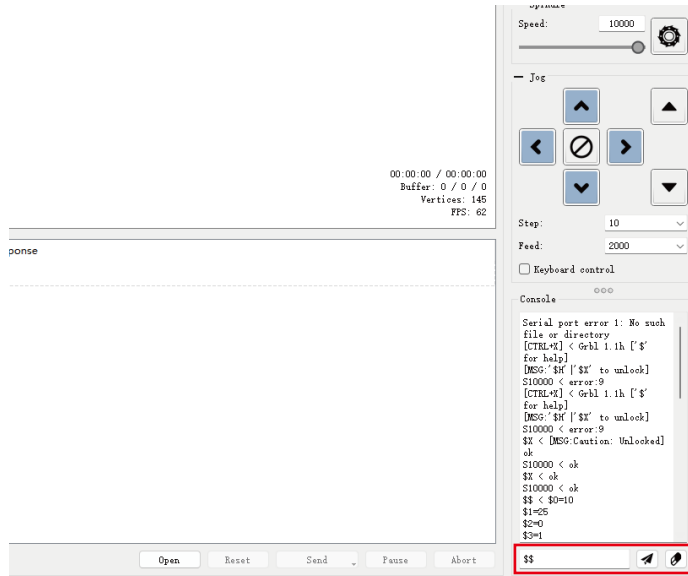 Speed:
10000
Jog
00:00:00 / 00:00:00
Buffer: 0 / 0 / 0
Vertices: 145
FPS: 62
Step:
10
Feed:
2000
Keyboard control
ponse
Console
Serial port error 1: No such
file or directory
[CTRL+X] < Grbl 1.1h ['$'
for help]
[MSG:'$H'|'$X' to unlock]
S10000 < error:9
[CTRL+X] < Grbl 1.1h ['$'
for help]
[MSG:'$H'|'$X' to unlock]
S10000 < error:9
$X < [MSG:Caution: Unlocked]
ok
S10000 < ok
$X < ok
S10000 < ok
$$ < $0=10
$1=25
$2=0
$3=1
$$
Open
Reset
Send
Pause
Abort